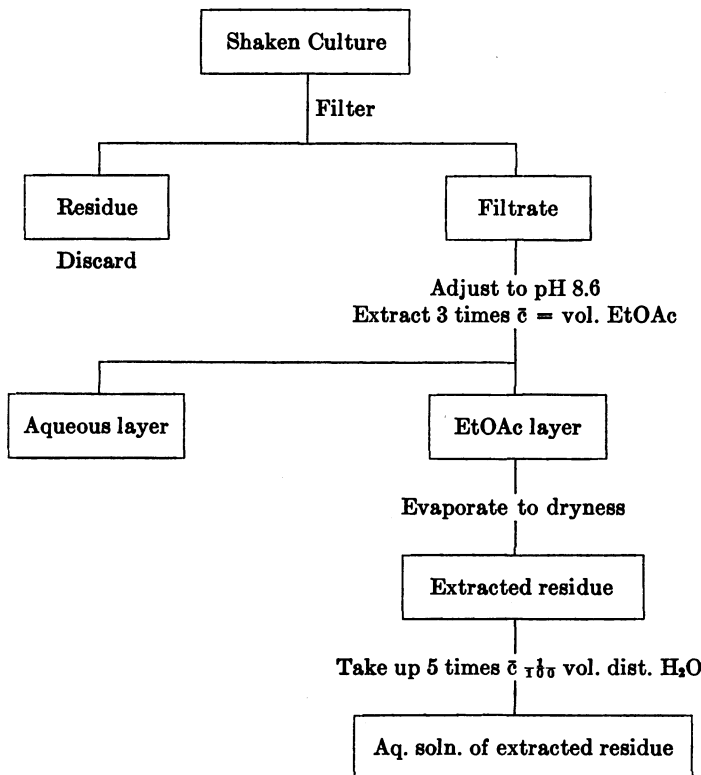 Shaken Culture
Filter
Residue
Filtrate
Discard
Adjust to pH 8.6
Extract 3 times c̄ = vol. EtOAc
Aqueous layer
EtOAc layer
Evaporate to dryness
Extracted residue
Take up 5 times c̄ 1/100 vol. dist. H₂O
Aq. soln. of extracted residue